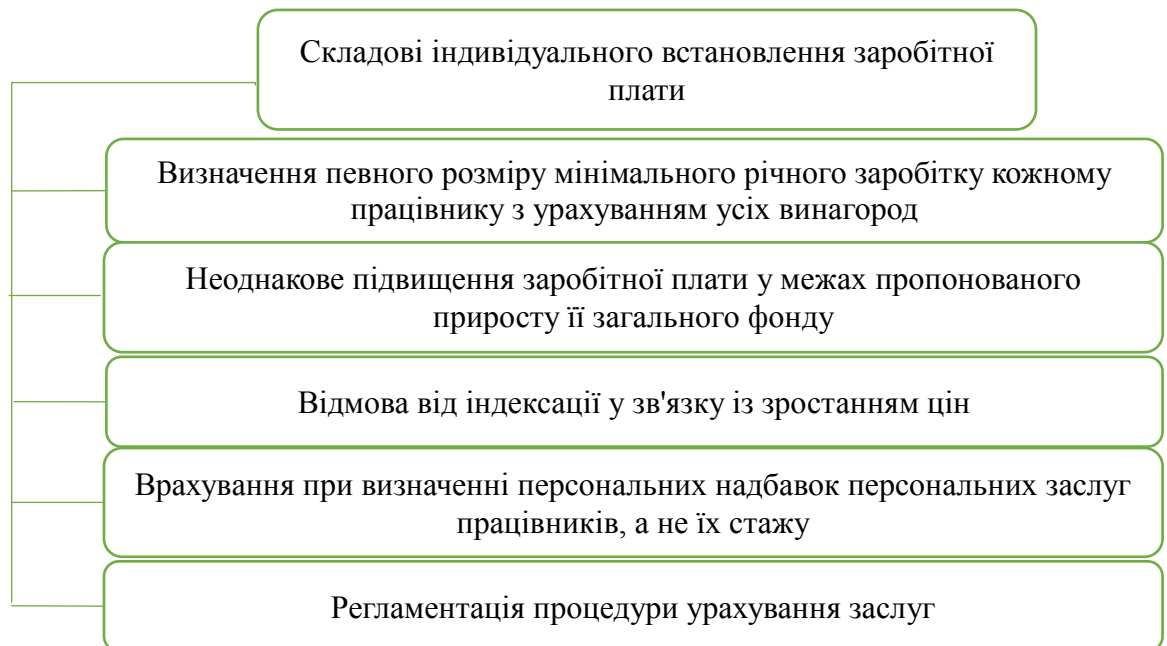 Складові індивідуального встановлення заробітної
плати
Визначення певного розміру мінімального річного заробітку кожному
працівнику з урахуванням усіх винагород
Неоднакове підвищення заробітної плати у межах пропонованого
приросту її загального фонду
Відмова від індексації у зв'язку із зростанням цін
Врахування при визначенні персональних надбавок персональних заслуг
працівників, а не їх стажу
Регламентація процедури урахування заслуг